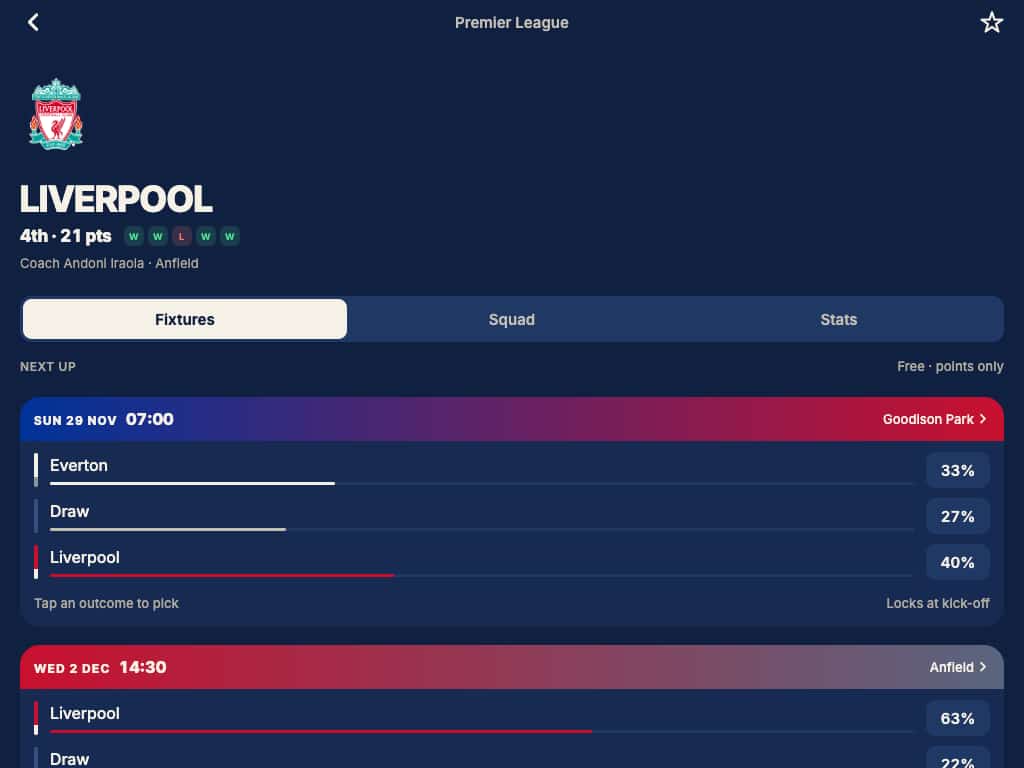 Premier League
LIVERPOOL
LIVERPOOL
4th · 21 pts W W L W W
Coach Andoni Iraola · Anfield
Fixtures Squad Stats
NEXT UP Free · points only
SUN 29 NOV 07:00 Goodison Park
Everton 33%
Draw 27%
Liverpool 40%
Tap an outcome to pick Locks at kick-off
WED 2 DEC 14:30 Anfield
Liverpool 63%
Draw 22%